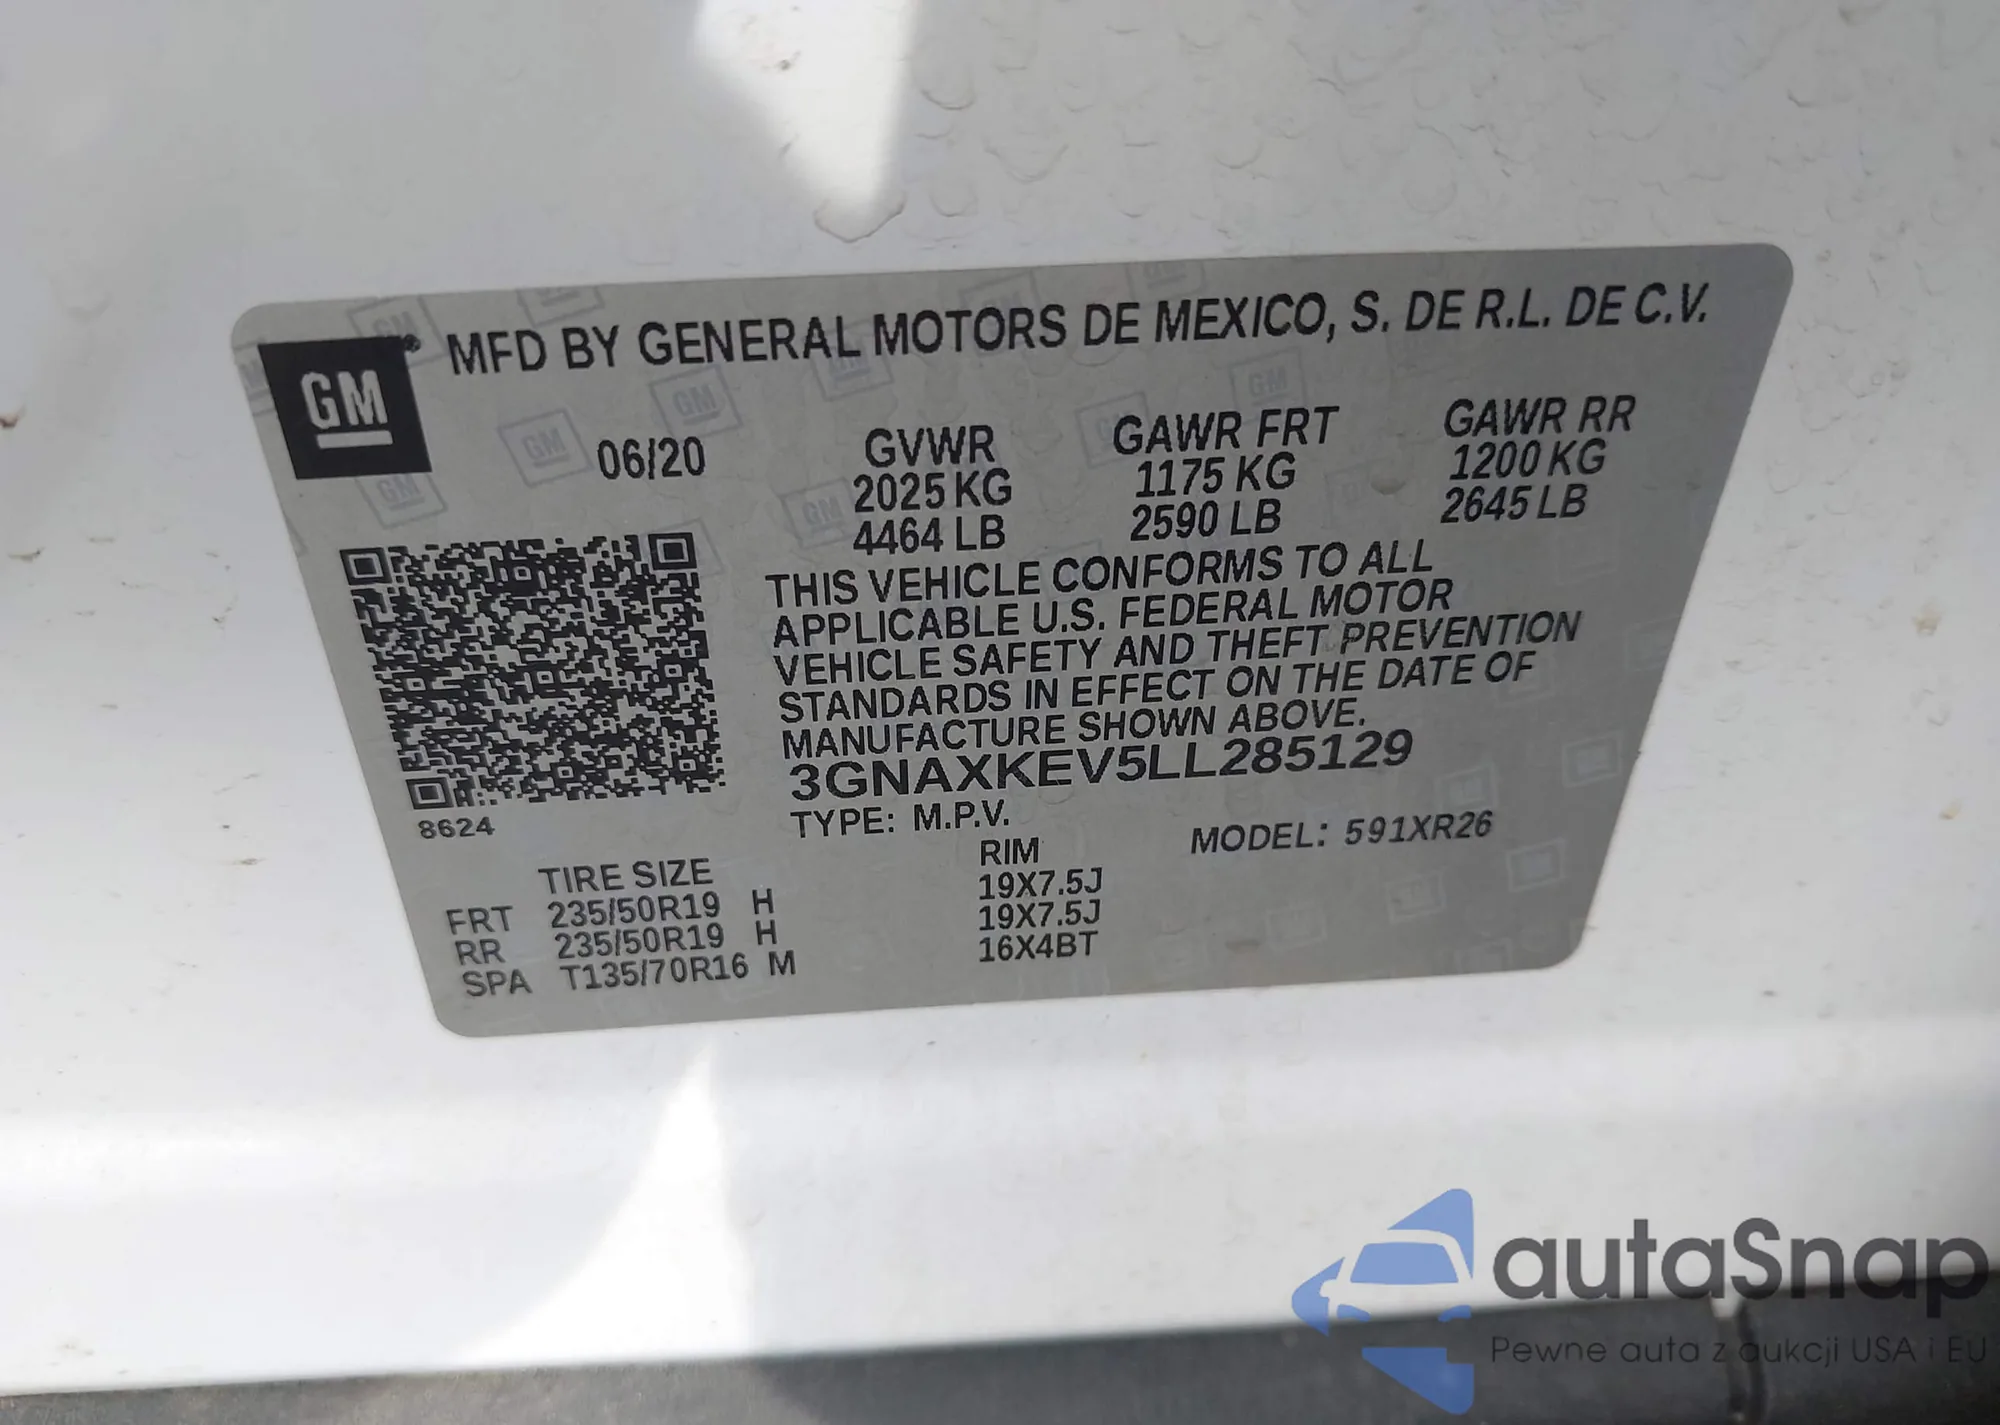 MFD BY GENERAL MOTORS DE MEXICO, S. DE R.L. DE C.V.
GM
06/20
GVWR GAWR FRT GAWR RR
2025 KG 1175 KG 1200 KG
4464 LB 2590 LB 2645 LB
THIS VEHICLE CONFORMS TO ALL
APPLICABLE U.S. FEDERAL MOTOR
VEHICLE SAFETY AND THEFT PREVENTION
STANDARDS IN EFFECT ON THE DATE OF
MANUFACTURE SHOWN ABOVE.
3GNAXKEV5LL285129
8624
TYPE: M.P.V. MODEL: 591XR26
TIRE SIZE RIM
FRT 235/50R19 H 19X7.5J
RR 235/50R19 H 19X7.5J
SPA T135/70R16 M 16X4BT
autaSnap
Pewne auta z aukcji USA i EU